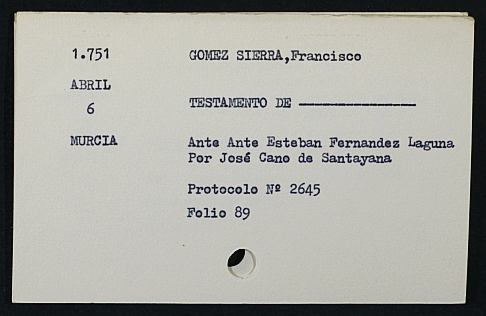 1.751 GOMEZ SIERRA,Francisco
ABRIL
6 TESTAMENTO DE ----------------
MURCIA Ante Ante Esteban Fernandez Laguna
Por José Cano de Santayana
Protocolo Nº 2645
Folio 89